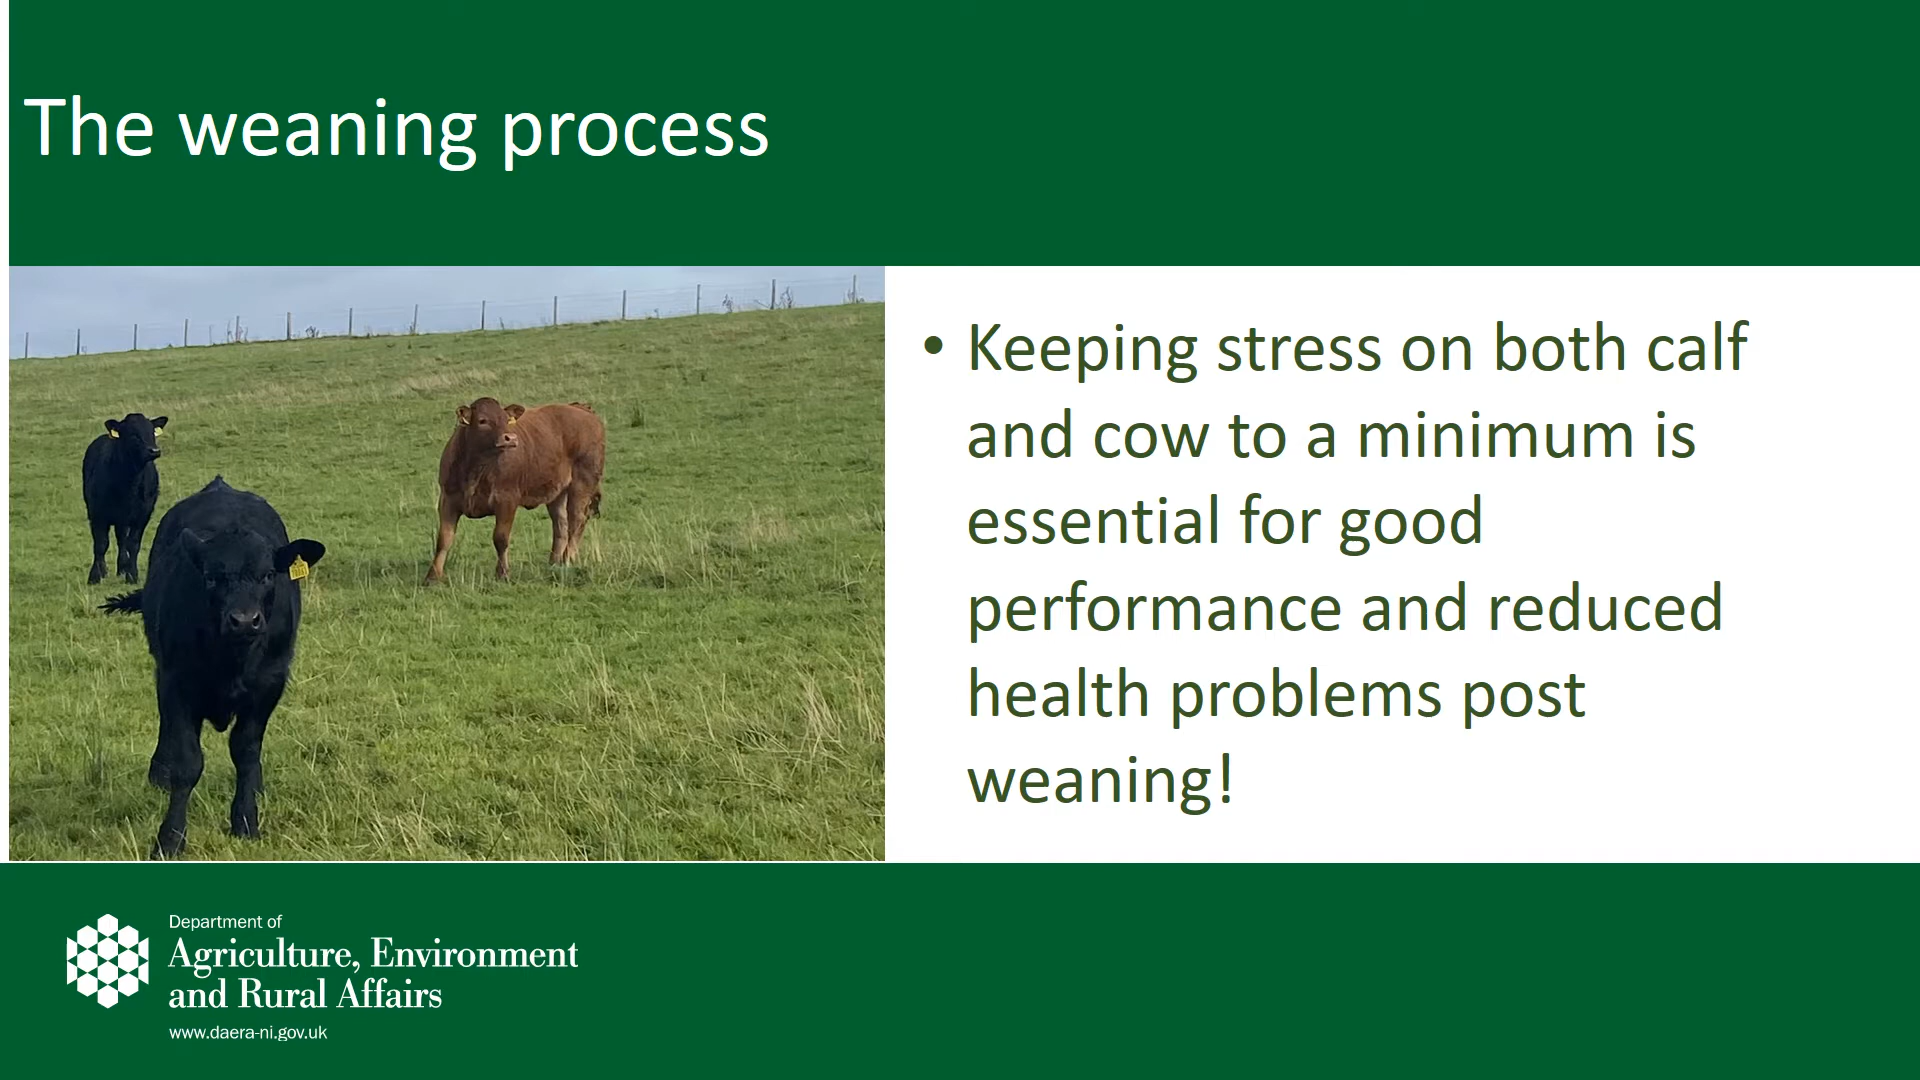 The weaning process
• Keeping stress on both calf
and cow to a minimum is
essential for good
performance and reduced
health problems post
weaning!
Department of
Agriculture, Environment
and Rural Affairs
www.daera-ni.gov.uk